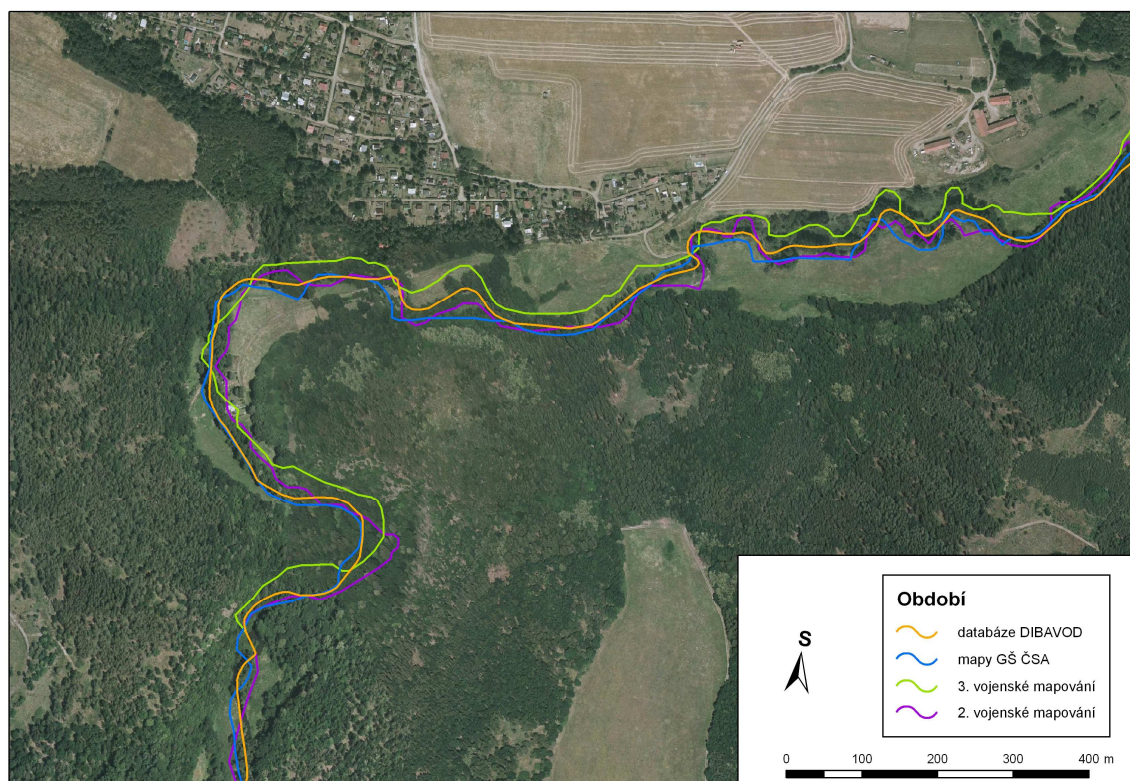 Období
databáze DIBAVOD
mapy GŠ ČSA
3. vojenské mapování
2. vojenské mapování
S
0 100 200 300 400 m